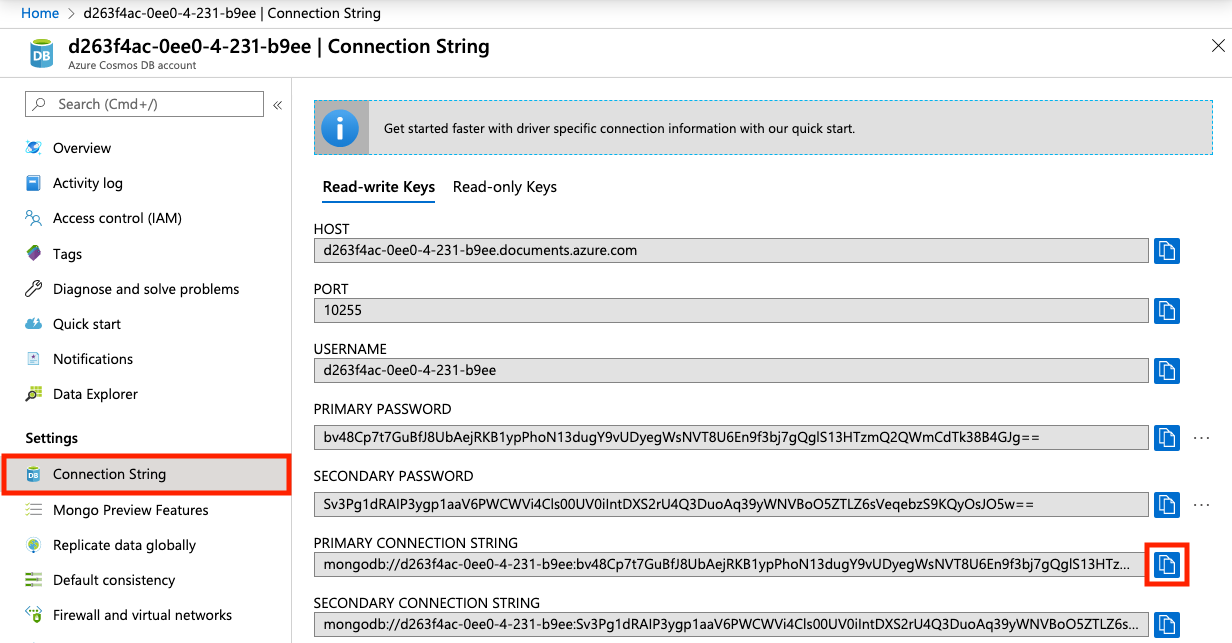 Home > d263f4ac-0ee0-4-231-b9ee | Connection String
d263f4ac-0ee0-4-231-b9ee | Connection String
Azure Cosmos DB account
Search (Cmd+/)
Overview
Activity log
Access control (IAM)
Tags
Diagnose and solve problems
Quick start
Notifications
Data Explorer
Settings
Connection String
Mongo Preview Features
Replicate data globally
Default consistency
Firewall and virtual networks
Get started faster with driver specific connection information with our quick start.
Read-write Keys Read-only Keys
HOST
d263f4ac-0ee0-4-231-b9ee.documents.azure.com
PORT
10255
USERNAME
d263f4ac-0ee0-4-231-b9ee
PRIMARY PASSWORD
bv48Cp7t7GuBfJ8UbAejRKB1ypPhoN13dugY9vUDyegWsNVT8U6En9f3bj7gQglS13HTzmQ2QWmCdTk38B4GJg==
SECONDARY PASSWORD
Sv3Pg1dRAIP3ygp1aaV6PWCWVi4Cls00UV0iIntDXS2rU4Q3DuoAq39yWNVBoO5ZTLZ6sVeqebzS9KQyOsJO5w==
PRIMARY CONNECTION STRING
mongodb://d263f4ac-0ee0-4-231-b9ee:bv48Cp7t7GuBfJ8UbAejRKB1ypPhoN13dugY9vUDyegWsNVT8U6En9f3bj7gQglS13HTz...
SECONDARY CONNECTION STRING
mongodb://d263f4ac-0ee0-4-231-b9ee:Sv3Pg1dRAIP3ygp1aaV6PWCWVi4Cls00UV0iIntDXS2rU4Q3DuoAq39yWNVBoO5ZTLZ6s...